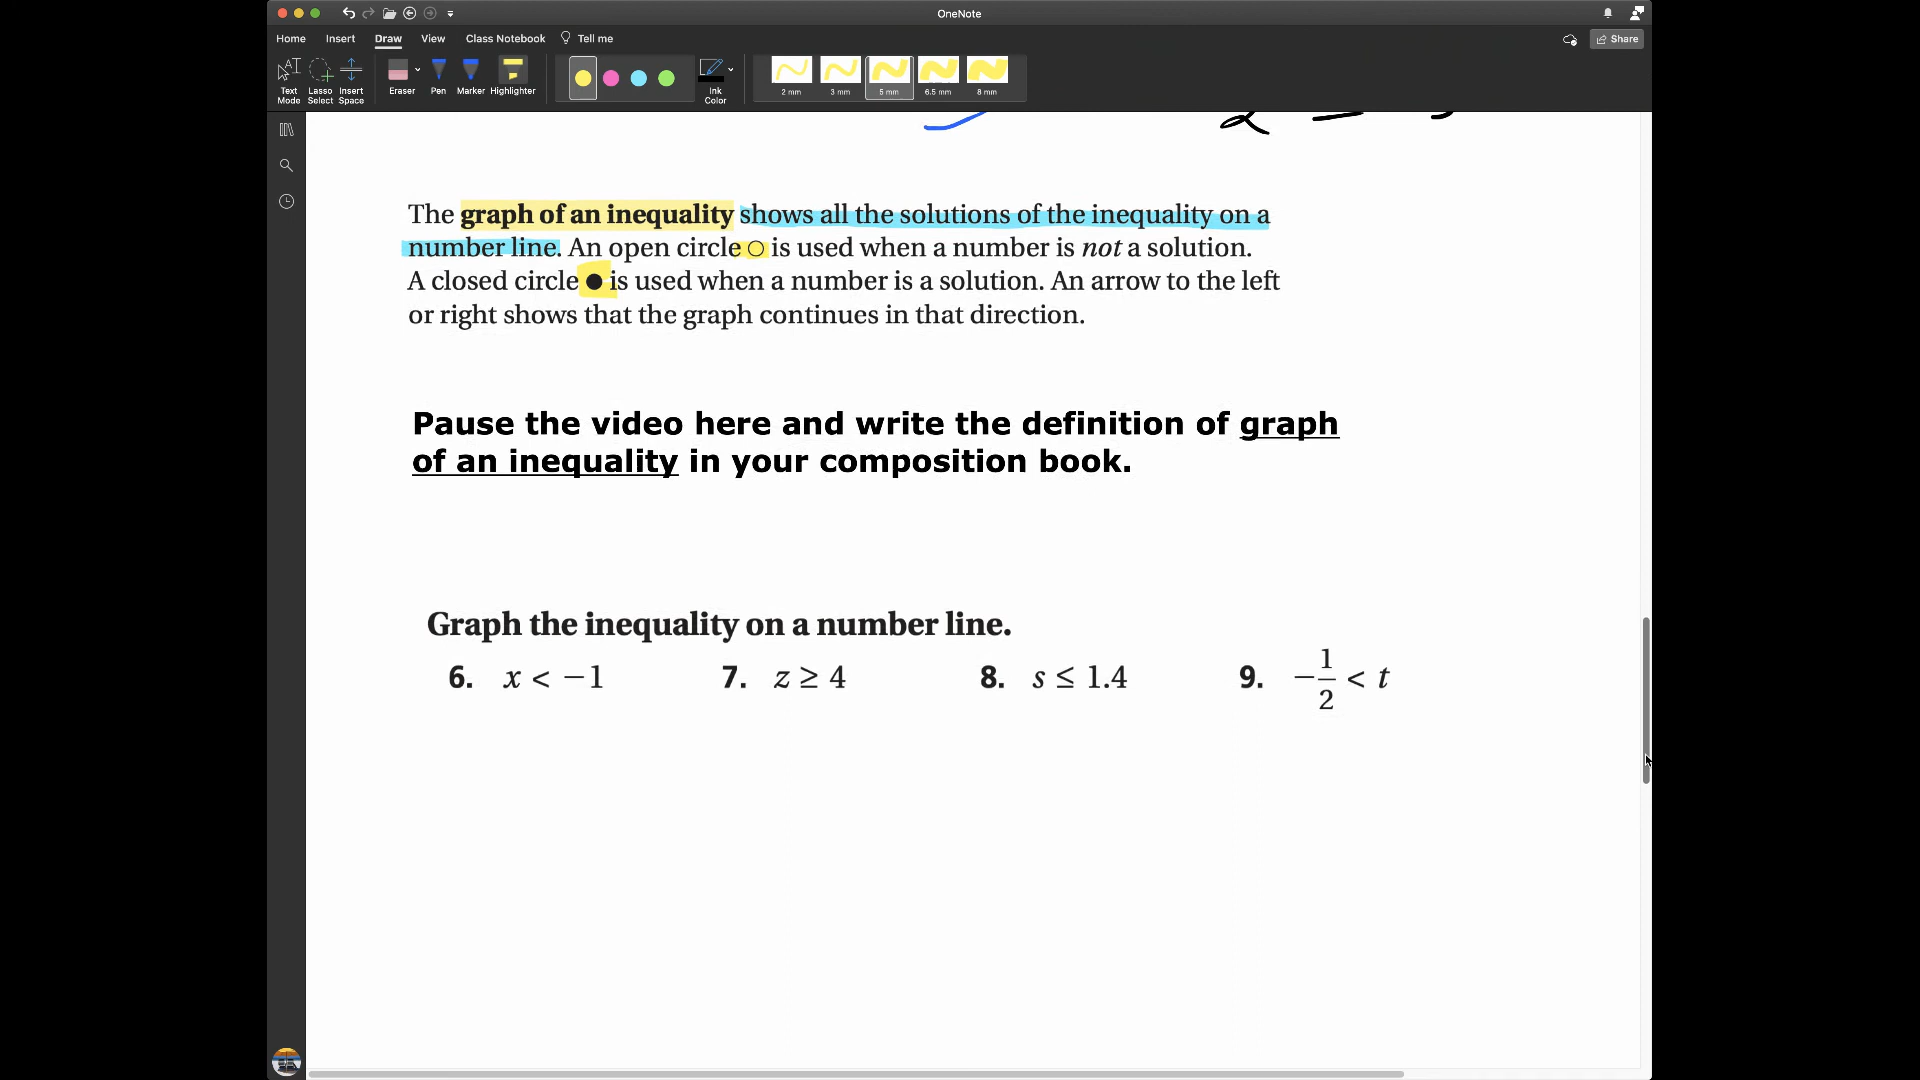 OneNote
Home Insert Draw View Class Notebook Tell me Share
Text Mode Lasso Select Insert Space Eraser Pen Marker Highlighter Ink Color 2 mm 3 mm 5 mm 6.5 mm 8 mm
The graph of an inequality shows all the solutions of the inequality on a
number line. An open circle ○ is used when a number is not a solution.
A closed circle ● is used when a number is a solution. An arrow to the left
or right shows that the graph continues in that direction.
Pause the video here and write the definition of graph
of an inequality in your composition book.
Graph the inequality on a number line.
6. x < −1 7. z ≥ 4 8. s ≤ 1.4 9. −1/2 < t